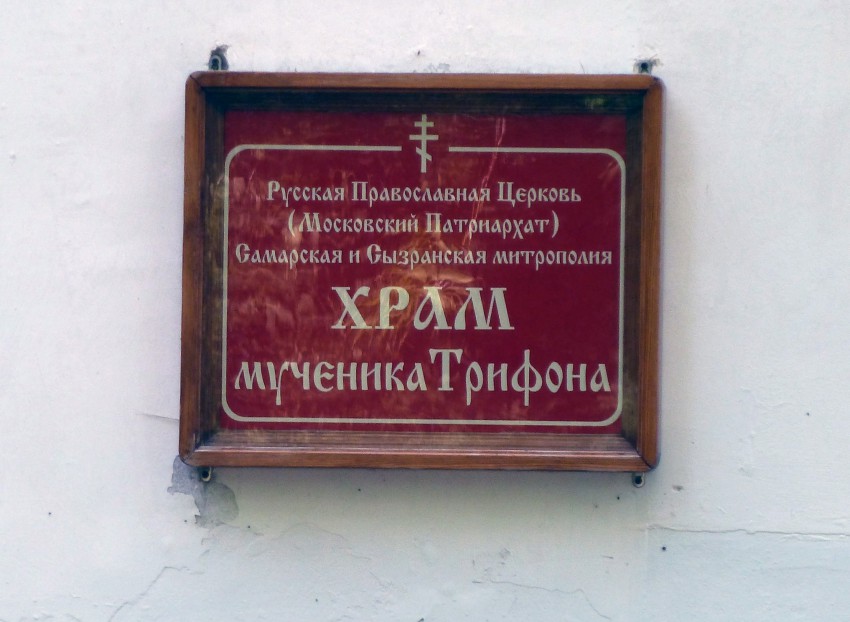 Русская Православная Церковь
(Московский Патриархат)
Самарская и Сызранская митрополия
ХРАМ
мученика Трифона